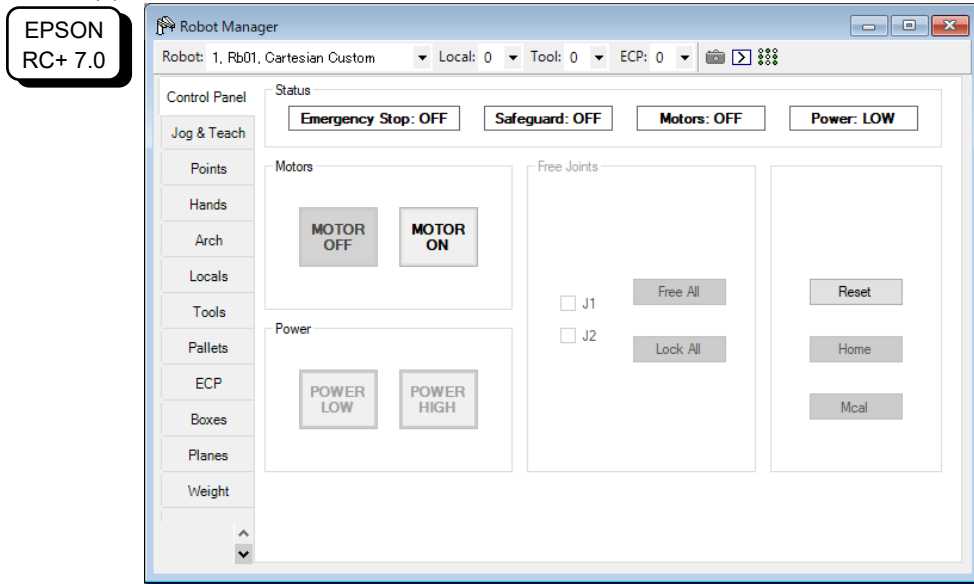 EPSON
RC+ 7.0
Robot Manager
Robot: 1, Rb01, Cartesian Custom Local: 0 Tool: 0 ECP: 0
Control Panel
Jog & Teach
Points
Hands
Arch
Locals
Tools
Pallets
ECP
Boxes
Planes
Weight
Status
Emergency Stop: OFF Safeguard: OFF Motors: OFF Power: LOW
Motors
MOTOR
OFF
MOTOR
ON
Power
POWER
LOW
POWER
HIGH
Free Joints
J1
J2
Free All
Lock All
Reset
Home
Mcal